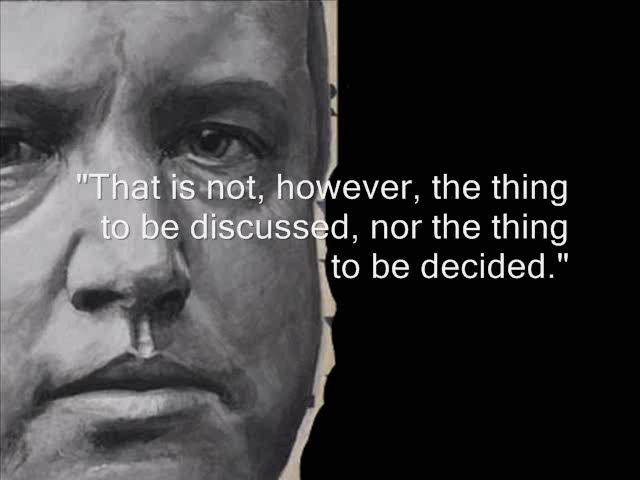 "That is not, however, the thing
to be discussed, nor the thing
to be decided."